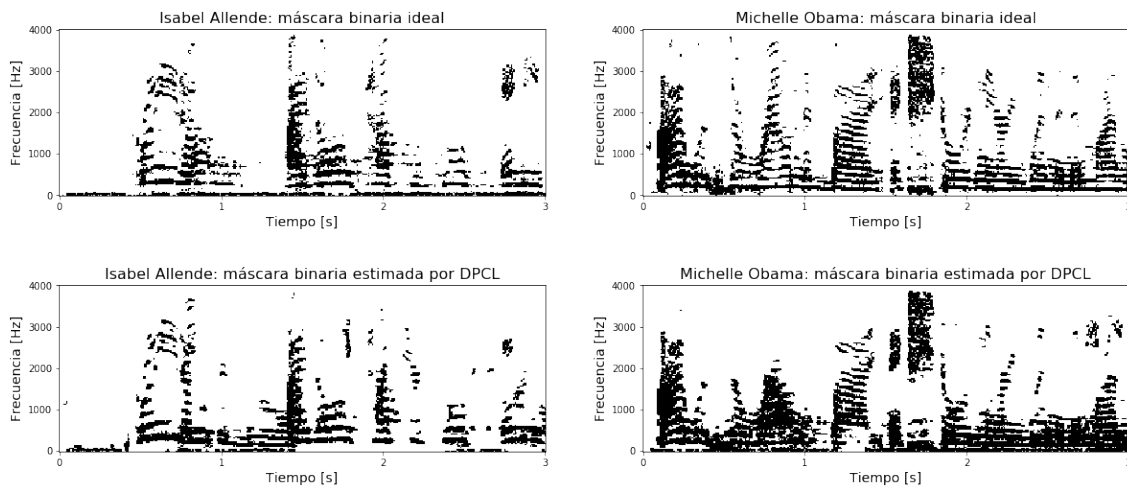 Isabel Allende: máscara binaria ideal
4000
3000
2000
1000
0
Frecuencia [Hz]
0 1 2 3
Tiempo [s]
Michelle Obama: máscara binaria ideal
4000
3000
2000
1000
0
Frecuencia [Hz]
0 1 2
Tiempo [s]
Isabel Allende: máscara binaria estimada por DPCL
4000
3000
2000
1000
0
Frecuencia [Hz]
0 1 2 3
Tiempo [s]
Michelle Obama: máscara binaria estimada por DPCL
4000
3000
2000
1000
0
Frecuencia [Hz]
0 1 2
Tiempo [s]